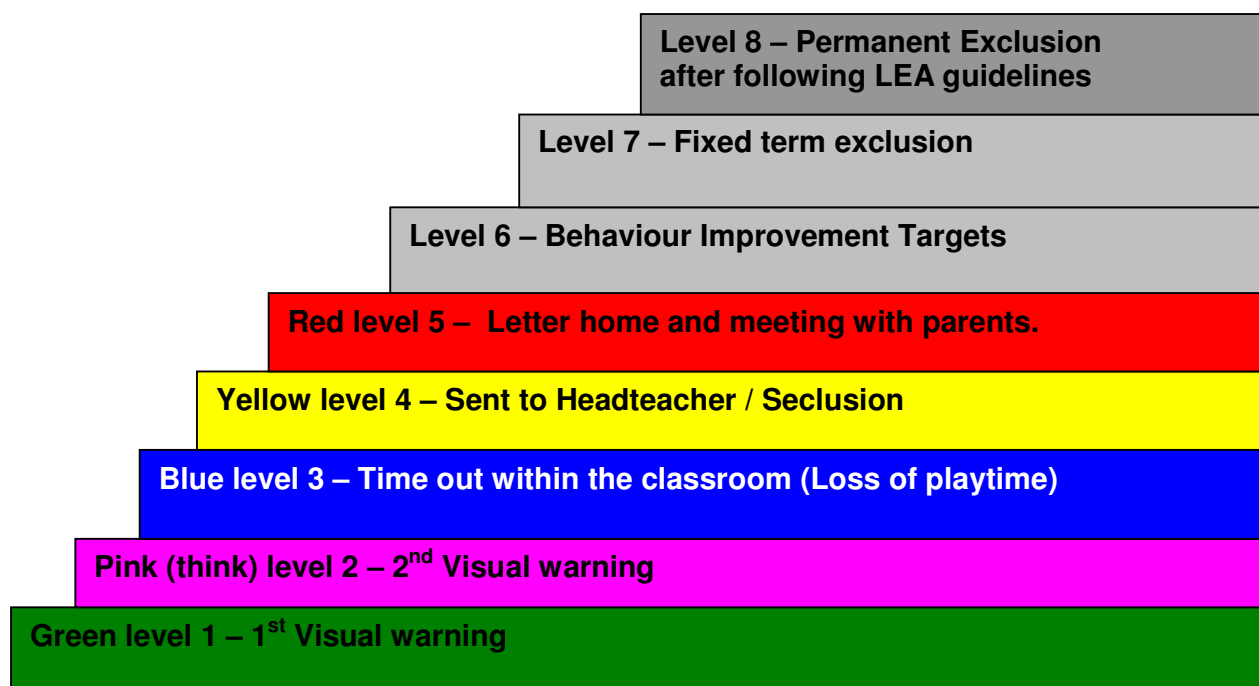 Level 8 – Permanent Exclusion
after following LEA guidelines
Level 7 – Fixed term exclusion
Level 6 – Behaviour Improvement Targets
Red level 5 – Letter home and meeting with parents.
Yellow level 4 – Sent to Headteacher / Seclusion
Blue level 3 – Time out within the classroom (Loss of playtime)
Pink (think) level 2 – 2nd Visual warning
Green level 1 – 1st Visual warning